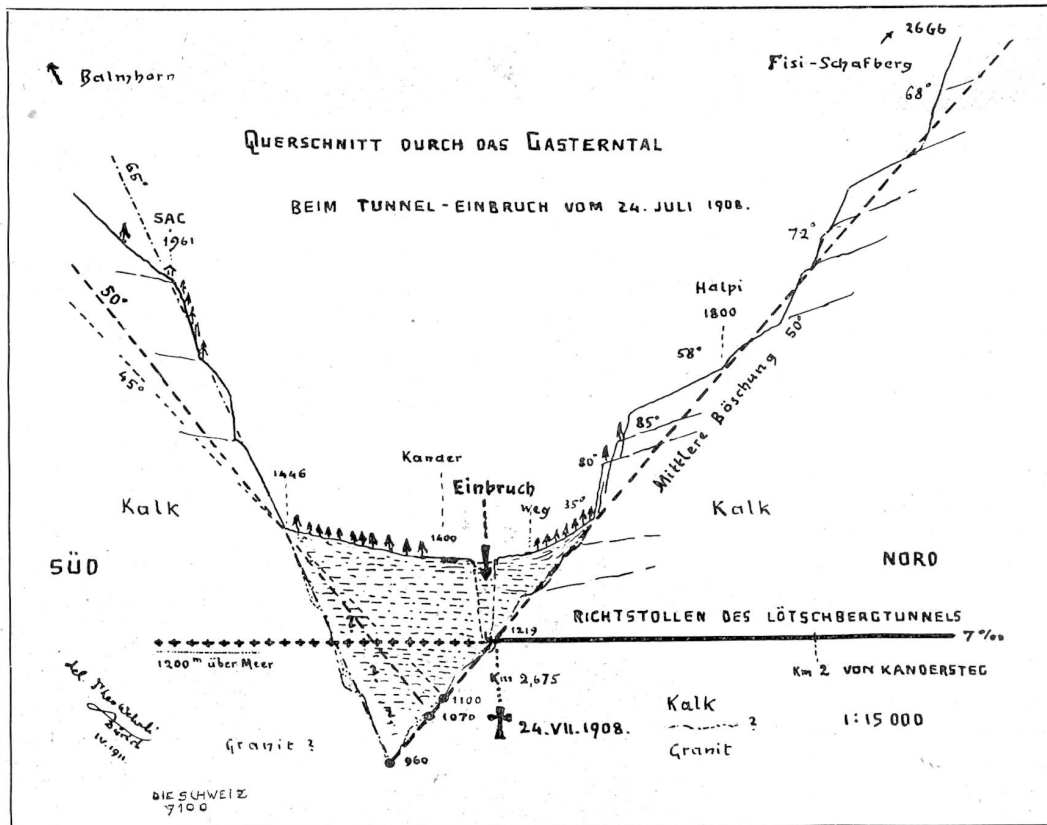 Balmhorn
2666
Fisi-Schafberg
68°
QUERSCHNITT DURCH DAS GASTERNTAL
BEIM TUNNEL-EINBRUCH VOM 24. JULI 1908.
65°
SAC
1961
72°
50°
45°
Halpi
1800
50°
58°
Mittlere Böschung
85°
80°
35°
1446
Kander
Einbruch
Weg
1400
Kalk
Kalk
SÜD
NORD
RICHTSTOLLEN DES LÖTSCHBERGTUNNELS
1219
7‰
1200 m über Meer
Km 2,675
Km 2 VON KANDERSTEG
?
?
?
1100
1070
960
24.VII.1908.
Kalk
?
Granit
1:15000
Granit ?
IV.1911
DIE SCHWEIZ
7100